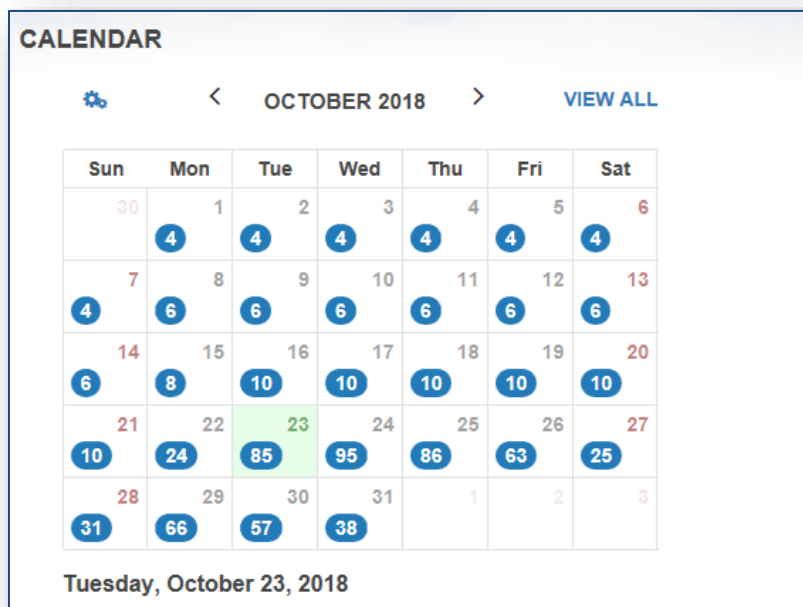 CALENDAR
< OCTOBER 2018 > VIEW ALL
Sun Mon Tue Wed Thu Fri Sat
30 1 2 3 4 5 6
4 4 4 4 4 4
7 8 9 10 11 12 13
4 6 6 6 6 6 6
14 15 16 17 18 19 20
6 8 10 10 10 10 10
21 22 23 24 25 26 27
10 24 85 95 86 63 25
28 29 30 31 1 2 3
31 66 57 38
Tuesday, October 23, 2018